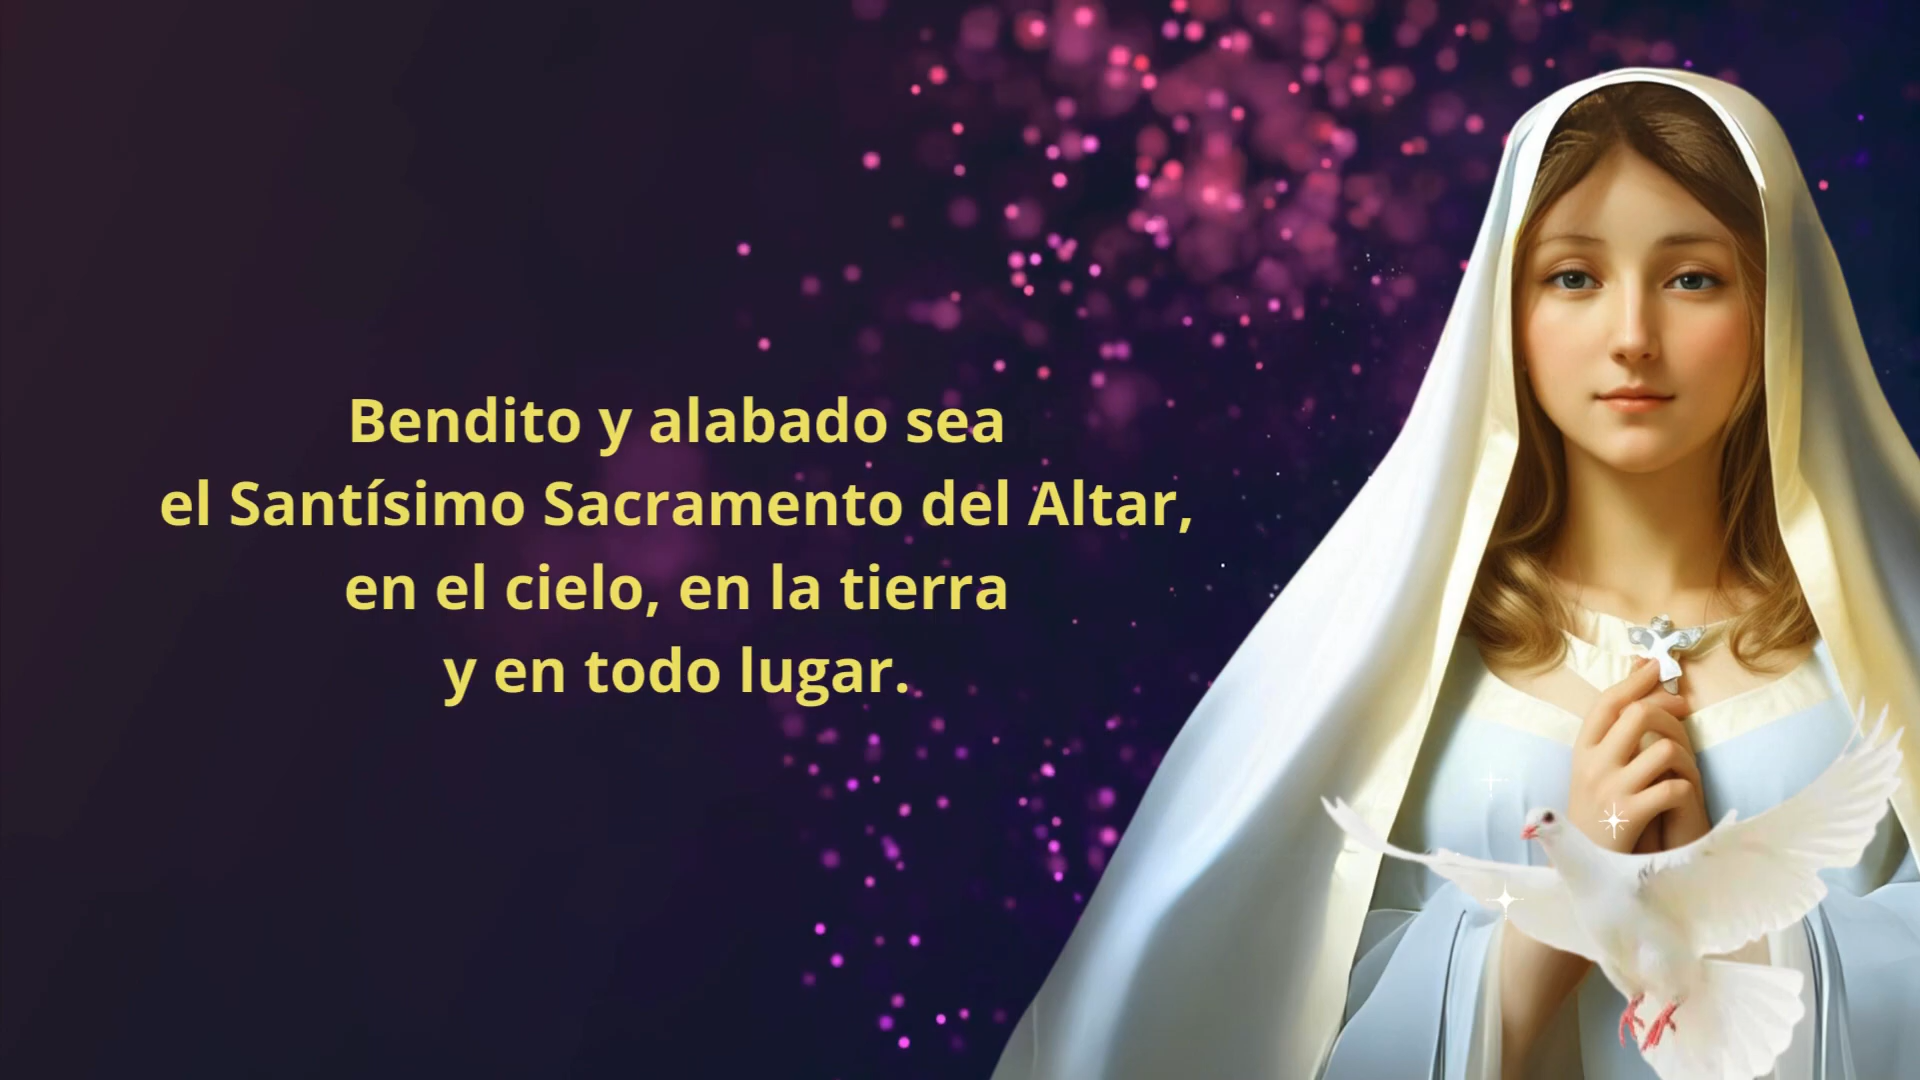 Bendito y alabado sea
el Santísimo Sacramento del Altar,
en el cielo, en la tierra
y en todo lugar.